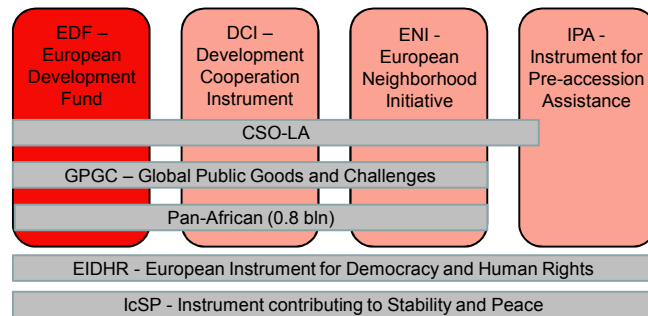 EDF –
European
Development
Fund
DCI –
Development
Cooperation
Instrument
ENI -
European
Neighborhood
Initiative
IPA -
Instrument for
Pre-accession
Assistance
CSO-LA
GPGC – Global Public Goods and Challenges
Pan-African (0.8 bln)
EIDHR - European Instrument for Democracy and Human Rights
IcSP - Instrument contributing to Stability and Peace